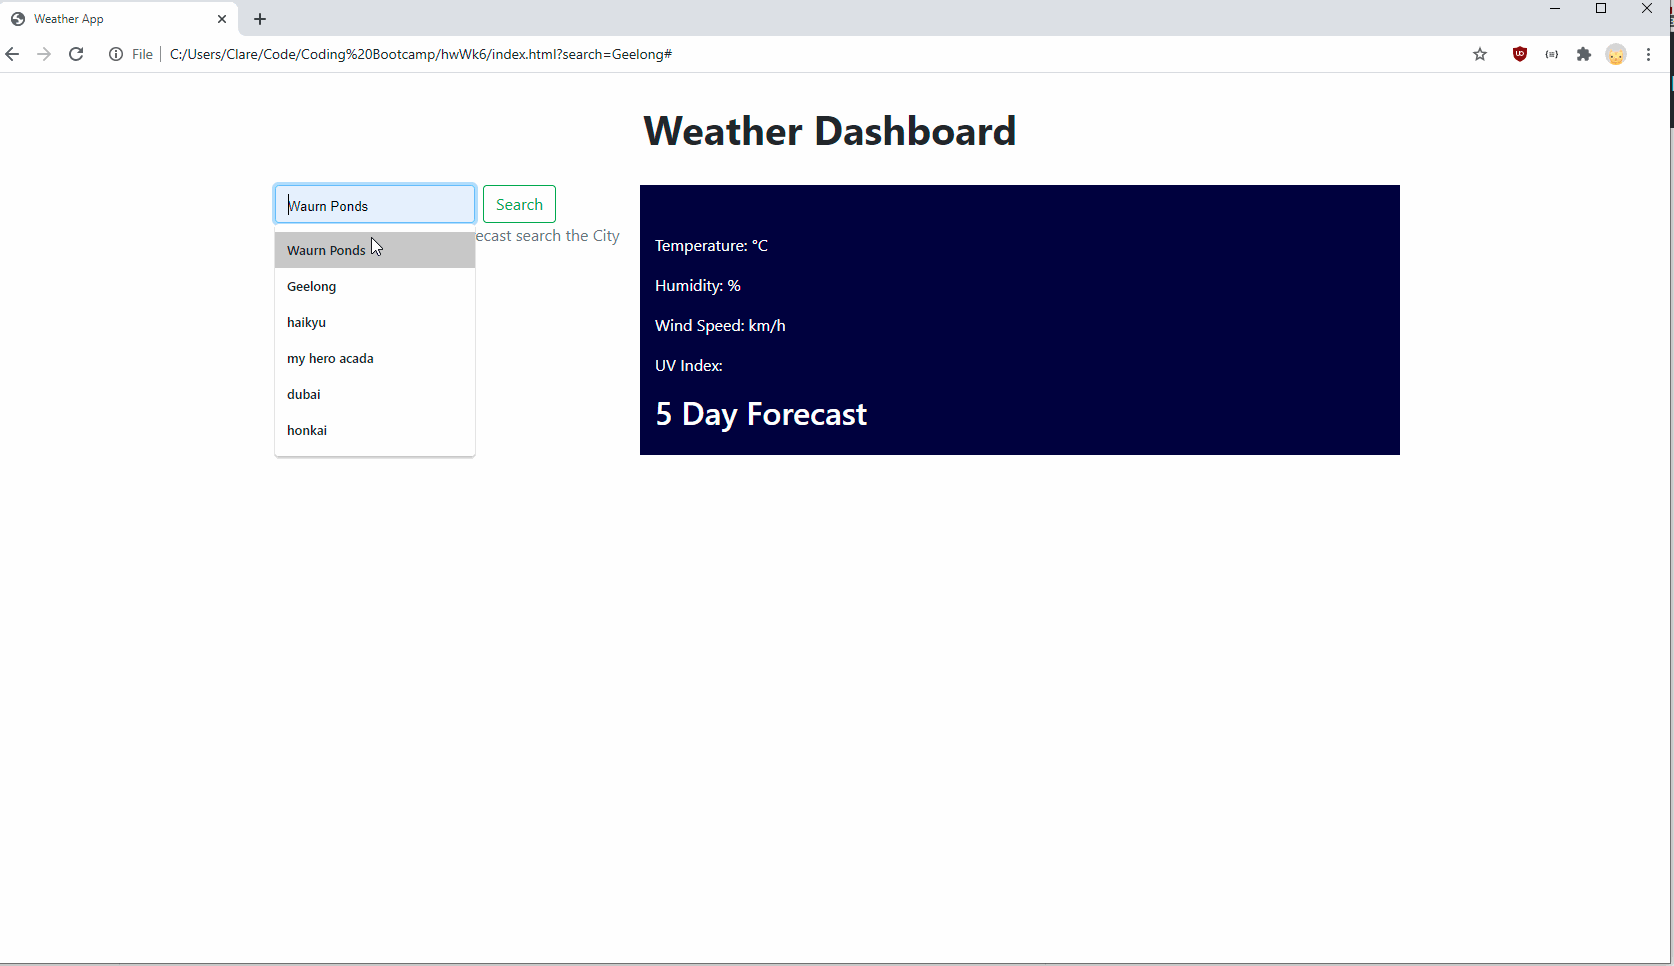 Weather App
File
C:/Users/Clare/Code/Coding%20Bootcamp/hwWk6/index.html?search=Geelong#
Weather Dashboard
Waurn Ponds
Search
ecast search the City
Waurn Ponds
Geelong
haikyu
my hero acada
dubai
honkai
Temperature: °C
Humidity: %
Wind Speed: km/h
UV Index:
5 Day Forecast